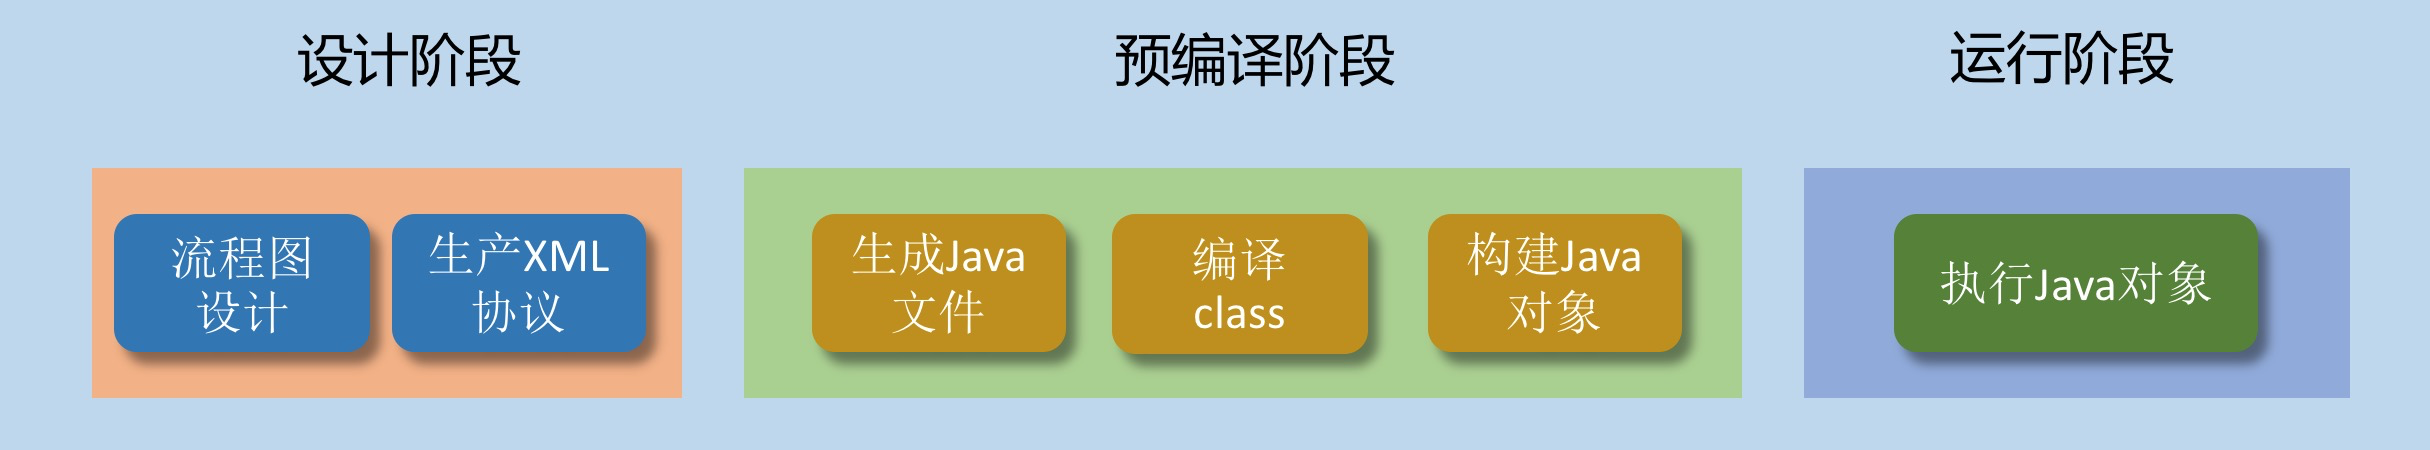 设计阶段
预编译阶段
运行阶段
流程图
设计
生产XML
协议
生成Java
文件
编译
class
构建Java
对象
执行Java对象